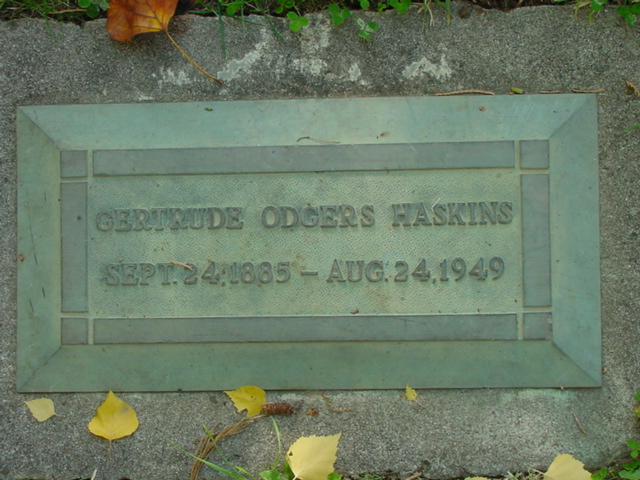 GERTRUDE ODGERS HASKINS
SEPT. 24, 1885 – AUG. 24, 1949